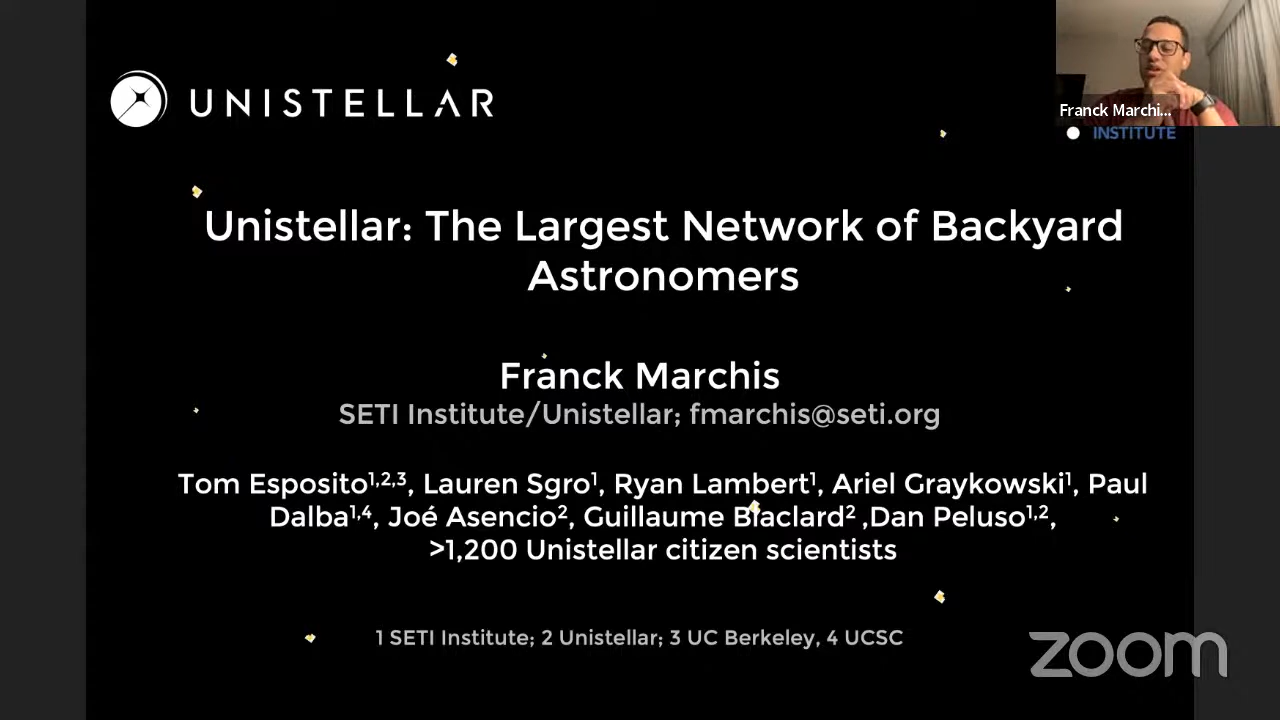 UNISTELLAR
Franck Marchi...
INSTITUTE
Unistellar: The Largest Network of Backyard
Astronomers
Franck Marchis
SETI Institute/Unistellar; fmarchis@seti.org
Tom Esposito¹,²,³, Lauren Sgro¹, Ryan Lambert¹, Ariel Graykowski¹, Paul
Dalba¹,⁴, Joé Asencio², Guillaume Blaclard² ,Dan Peluso¹,²,
>1,200 Unistellar citizen scientists
1 SETI Institute; 2 Unistellar; 3 UC Berkeley, 4 UCSC
zoom